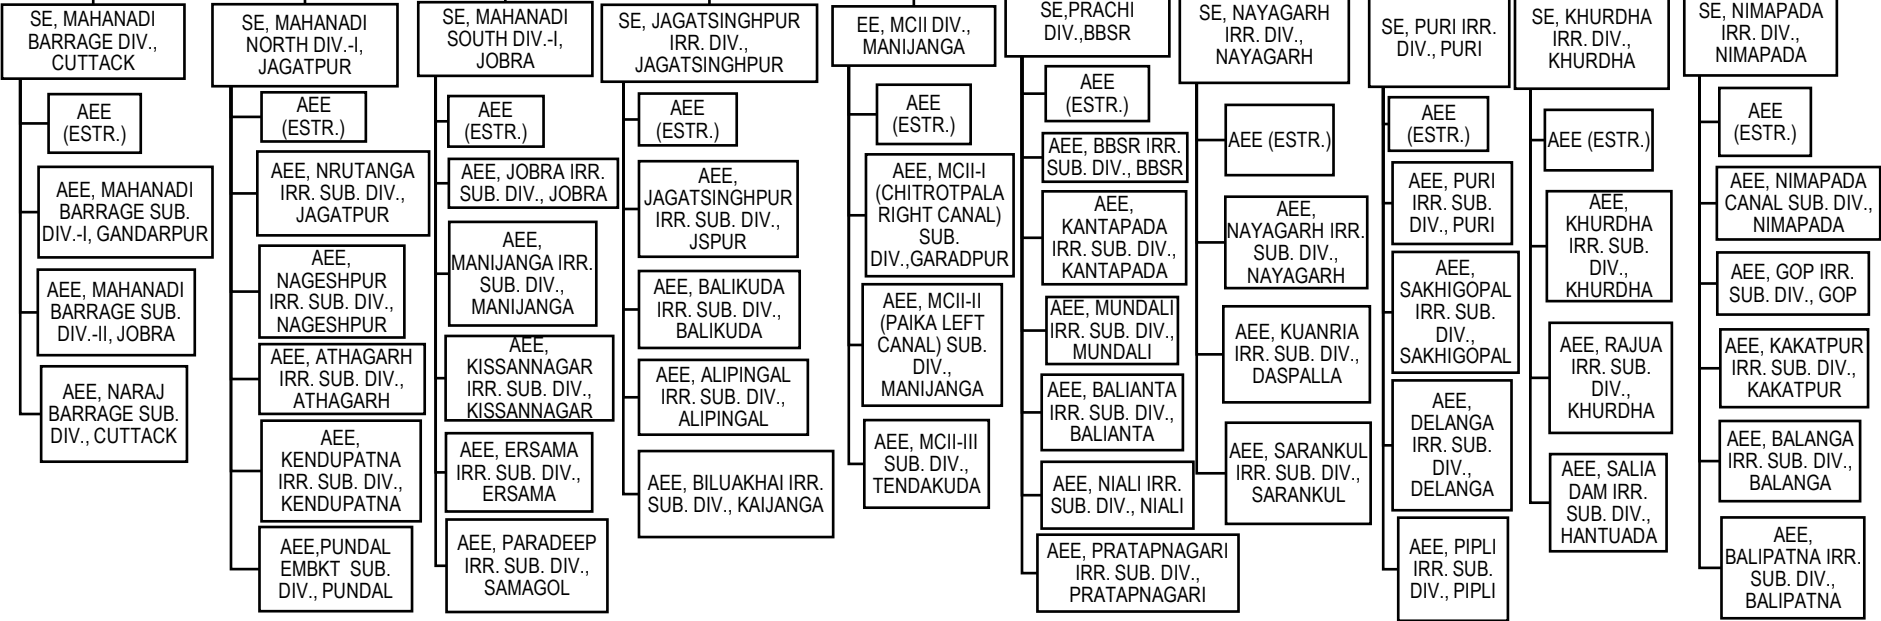 SE, MAHANADI
BARRAGE DIV.,
CUTTACK
AEE
(ESTR.)
AEE, MAHANADI
BARRAGE SUB.
DIV.-I, GANDARPUR
AEE, MAHANADI
BARRAGE SUB.
DIV.-II, JOBRA
AEE, NARAJ
BARRAGE SUB.
DIV., CUTTACK
SE, MAHANADI
NORTH DIV.-I,
JAGATPUR
AEE
(ESTR.)
AEE, NRUTANGA
IRR. SUB. DIV.,
JAGATPUR
AEE,
NAGESHPUR
IRR. SUB. DIV.,
NAGESHPUR
AEE, ATHAGARH
IRR. SUB. DIV.,
ATHAGARH
AEE,
KENDUPATNA
IRR. SUB. DIV.,
KENDUPATNA
AEE,PUNDAL
EMBKT SUB.
DIV., PUNDAL
SE, MAHANADI
SOUTH DIV.-I,
JOBRA
AEE
(ESTR.)
AEE, JOBRA IRR.
SUB. DIV., JOBRA
AEE,
MANIJANGA IRR.
SUB. DIV.,
MANIJANGA
AEE,
KISSANNAGAR
IRR. SUB. DIV.,
KISSANNAGAR
AEE, ERSAMA
IRR. SUB. DIV.,
ERSAMA
AEE, PARADEEP
IRR. SUB. DIV.,
SAMAGOL
SE, JAGATSINGHPUR
IRR. DIV.,
JAGATSINGHPUR
AEE
(ESTR.)
AEE,
JAGATSINGHPUR
IRR. SUB. DIV.,
JSPUR
AEE, BALIKUDA
IRR. SUB. DIV.,
BALIKUDA
AEE, ALIPINGAL
IRR. SUB. DIV.,
ALIPINGAL
AEE, BILUAKHAI IRR.
SUB. DIV., KAIJANGA
EE, MCII DIV.,
MANIJANGA
AEE
(ESTR.)
AEE, MCII-I
(CHITROTPALA
RIGHT CANAL)
SUB.
DIV.,GARADPUR
AEE, MCII-II
(PAIKA LEFT
CANAL) SUB.
DIV.,
MANIJANGA
AEE, MCII-III
SUB. DIV.,
TENDAKUDA
SE,PRACHI
DIV.,BBSR
AEE
(ESTR.)
AEE, BBSR IRR.
SUB. DIV., BBSR
AEE,
KANTAPADA
IRR. SUB. DIV.,
KANTAPADA
AEE, MUNDALI
IRR. SUB. DIV.,
MUNDALI
AEE, BALIANTA
IRR. SUB. DIV.,
BALIANTA
AEE, NIALI IRR.
SUB. DIV., NIALI
AEE, PRATAPNAGARI
IRR. SUB. DIV.,
PRATAPNAGARI
SE, NAYAGARH
IRR. DIV.,
NAYAGARH
AEE (ESTR.)
AEE,
NAYAGARH IRR.
SUB. DIV.,
NAYAGARH
AEE, KUANRIA
IRR. SUB. DIV.,
DASPALLA
AEE, SARANKUL
IRR. SUB. DIV.,
SARANKUL
SE, PURI IRR.
DIV., PURI
AEE
(ESTR.)
AEE, PURI
IRR. SUB.
DIV., PURI
AEE,
SAKHIGOPAL
IRR. SUB.
DIV.,
SAKHIGOPAL
AEE,
DELANGA
IRR. SUB.
DIV.,
DELANGA
AEE, PIPLI
IRR. SUB.
DIV., PIPLI
SE, KHURDHA
IRR. DIV.,
KHURDHA
AEE (ESTR.)
AEE,
KHURDHA
IRR. SUB.
DIV.,
KHURDHA
AEE, RAJUA
IRR. SUB.
DIV.,
KHURDHA
AEE, SALIA
DAM IRR.
SUB. DIV.,
HANTUADA
SE, NIMAPADA
IRR. DIV.,
NIMAPADA
AEE
(ESTR.)
AEE, NIMAPADA
CANAL SUB. DIV.,
NIMAPADA
AEE, GOP IRR.
SUB. DIV., GOP
AEE, KAKATPUR
IRR. SUB. DIV.,
KAKATPUR
AEE, BALANGA
IRR. SUB. DIV.,
BALANGA
AEE,
BALIPATNA IRR.
SUB. DIV.,
BALIPATNA